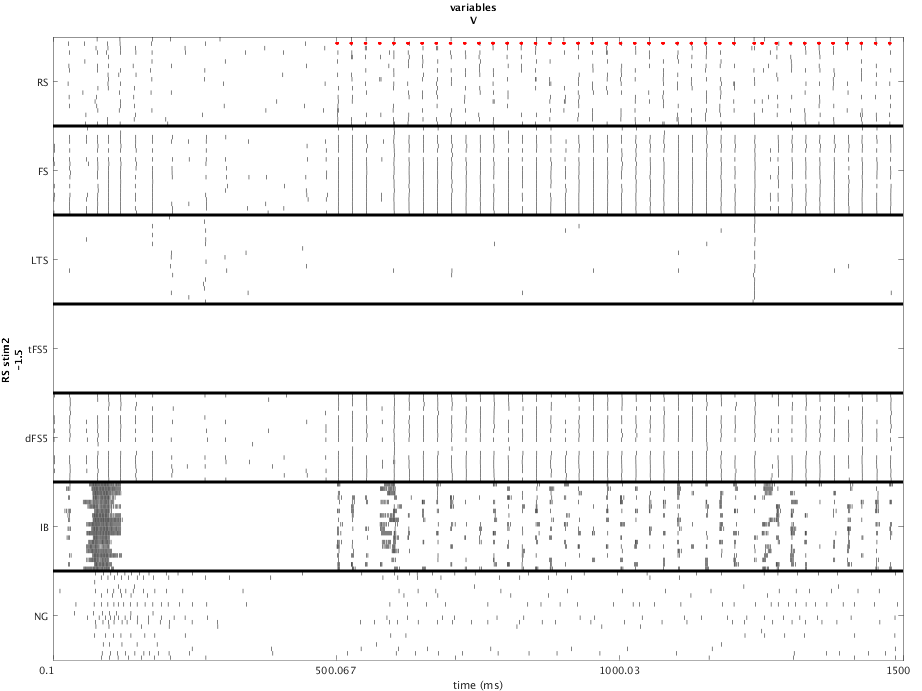 variables
V
RS
FS
LTS
tFS5
dFS5
IB
NG
RS stim2
-1.5
0.1
500.067
1000.03
1500
time (ms)